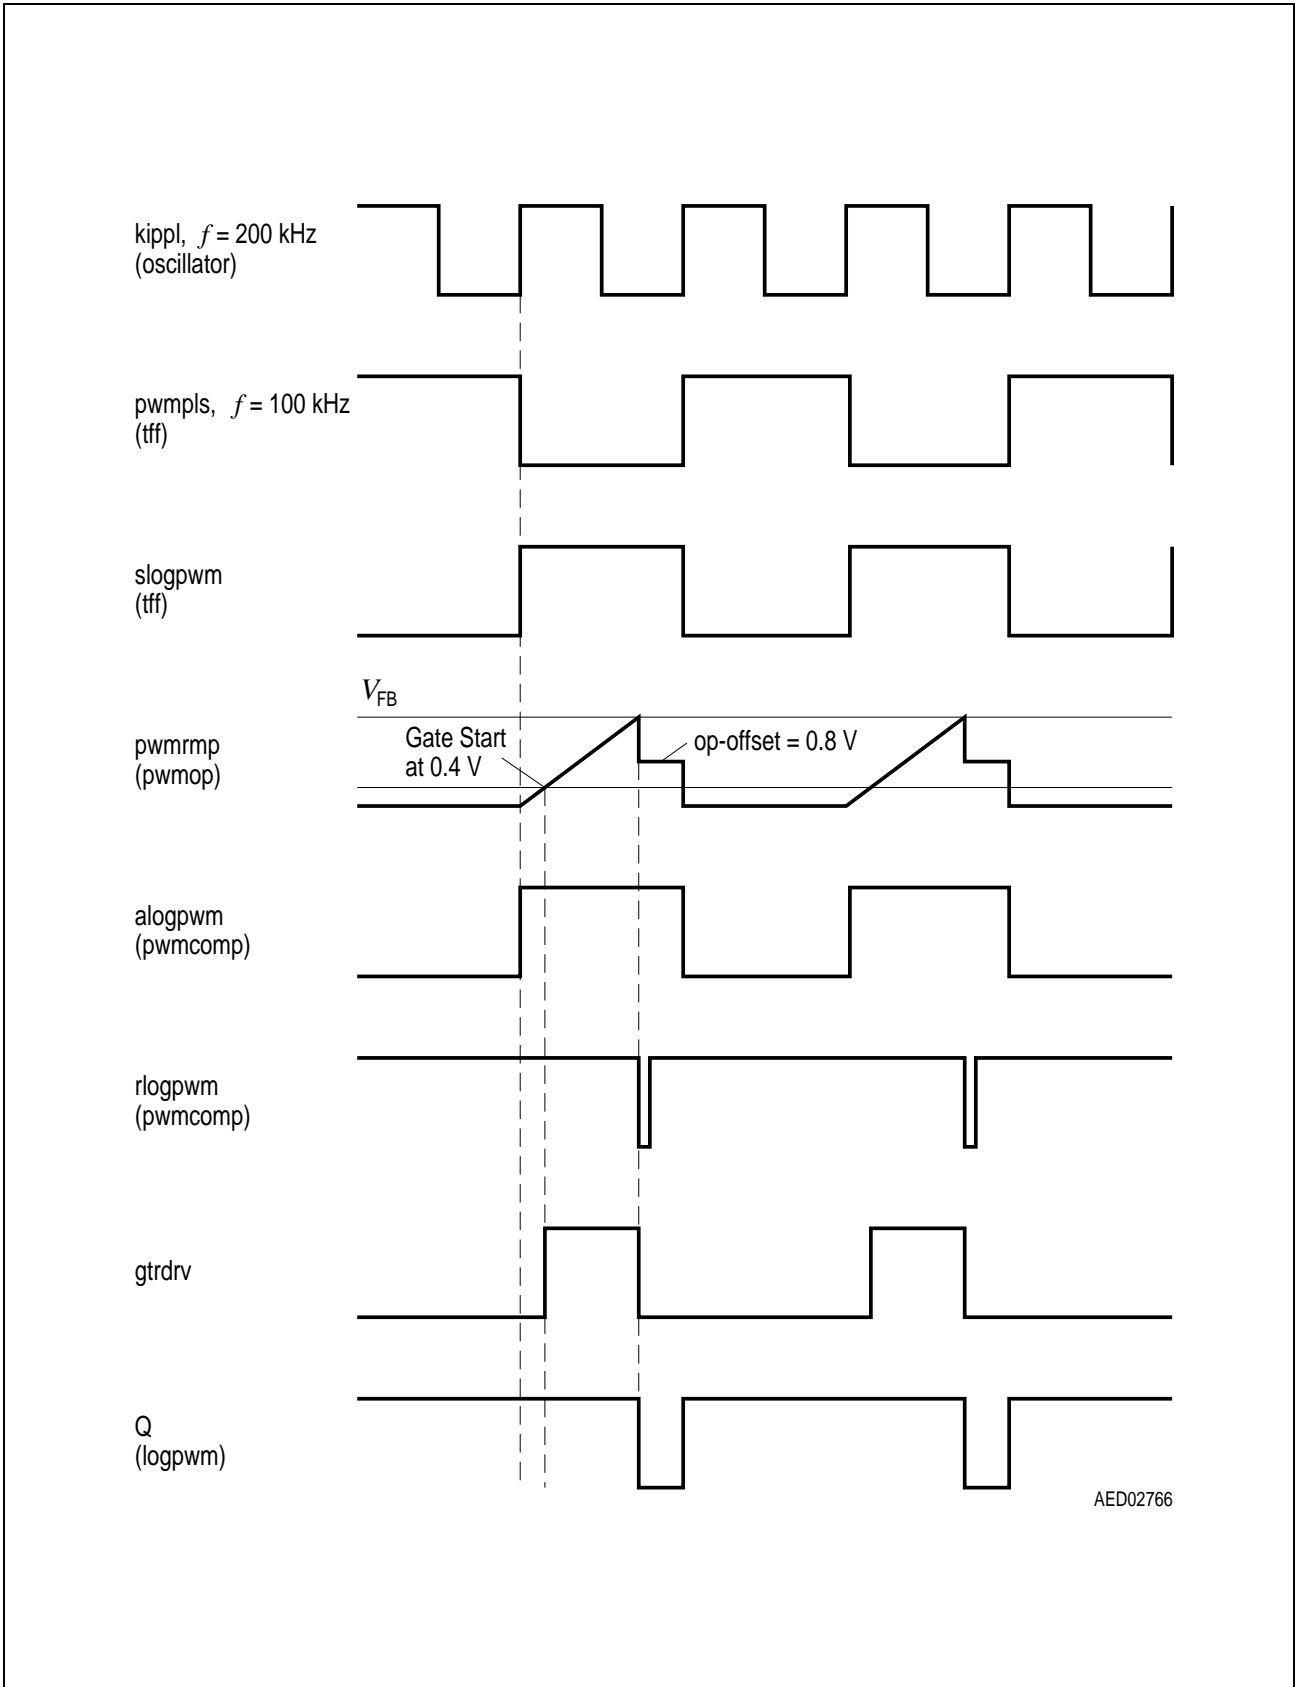 kippl, f = 200 kHz
(oscillator)
pwmpls, f = 100 kHz
(tff)
slogpwm
(tff)
VFB
pwmrmp
(pwmop)
Gate Start
at 0.4 V
op-offset = 0.8 V
alogpwm
(pwmcomp)
rlogpwm
(pwmcomp)
gtrdrv
Q
(logpwm)
AED02766